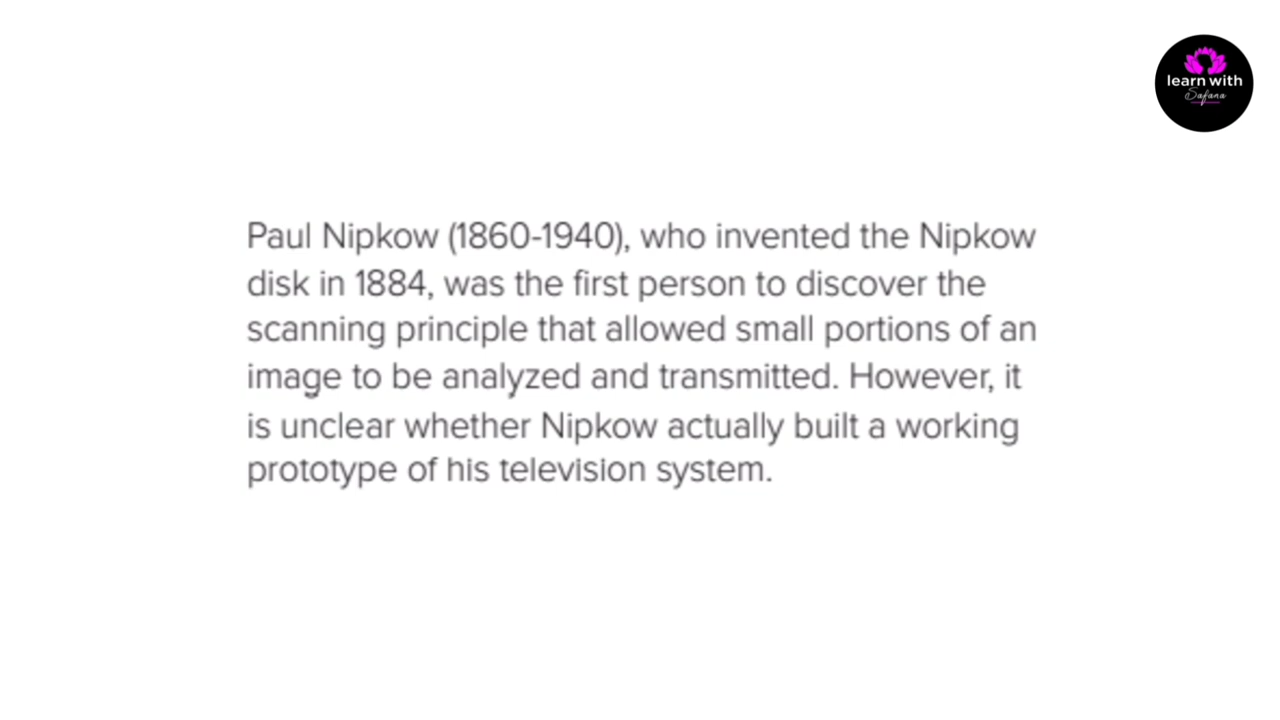 learn with
Safana
Paul Nipkow (1860-1940), who invented the Nipkow
disk in 1884, was the first person to discover the
scanning principle that allowed small portions of an
image to be analyzed and transmitted. However, it
is unclear whether Nipkow actually built a working
prototype of his television system.